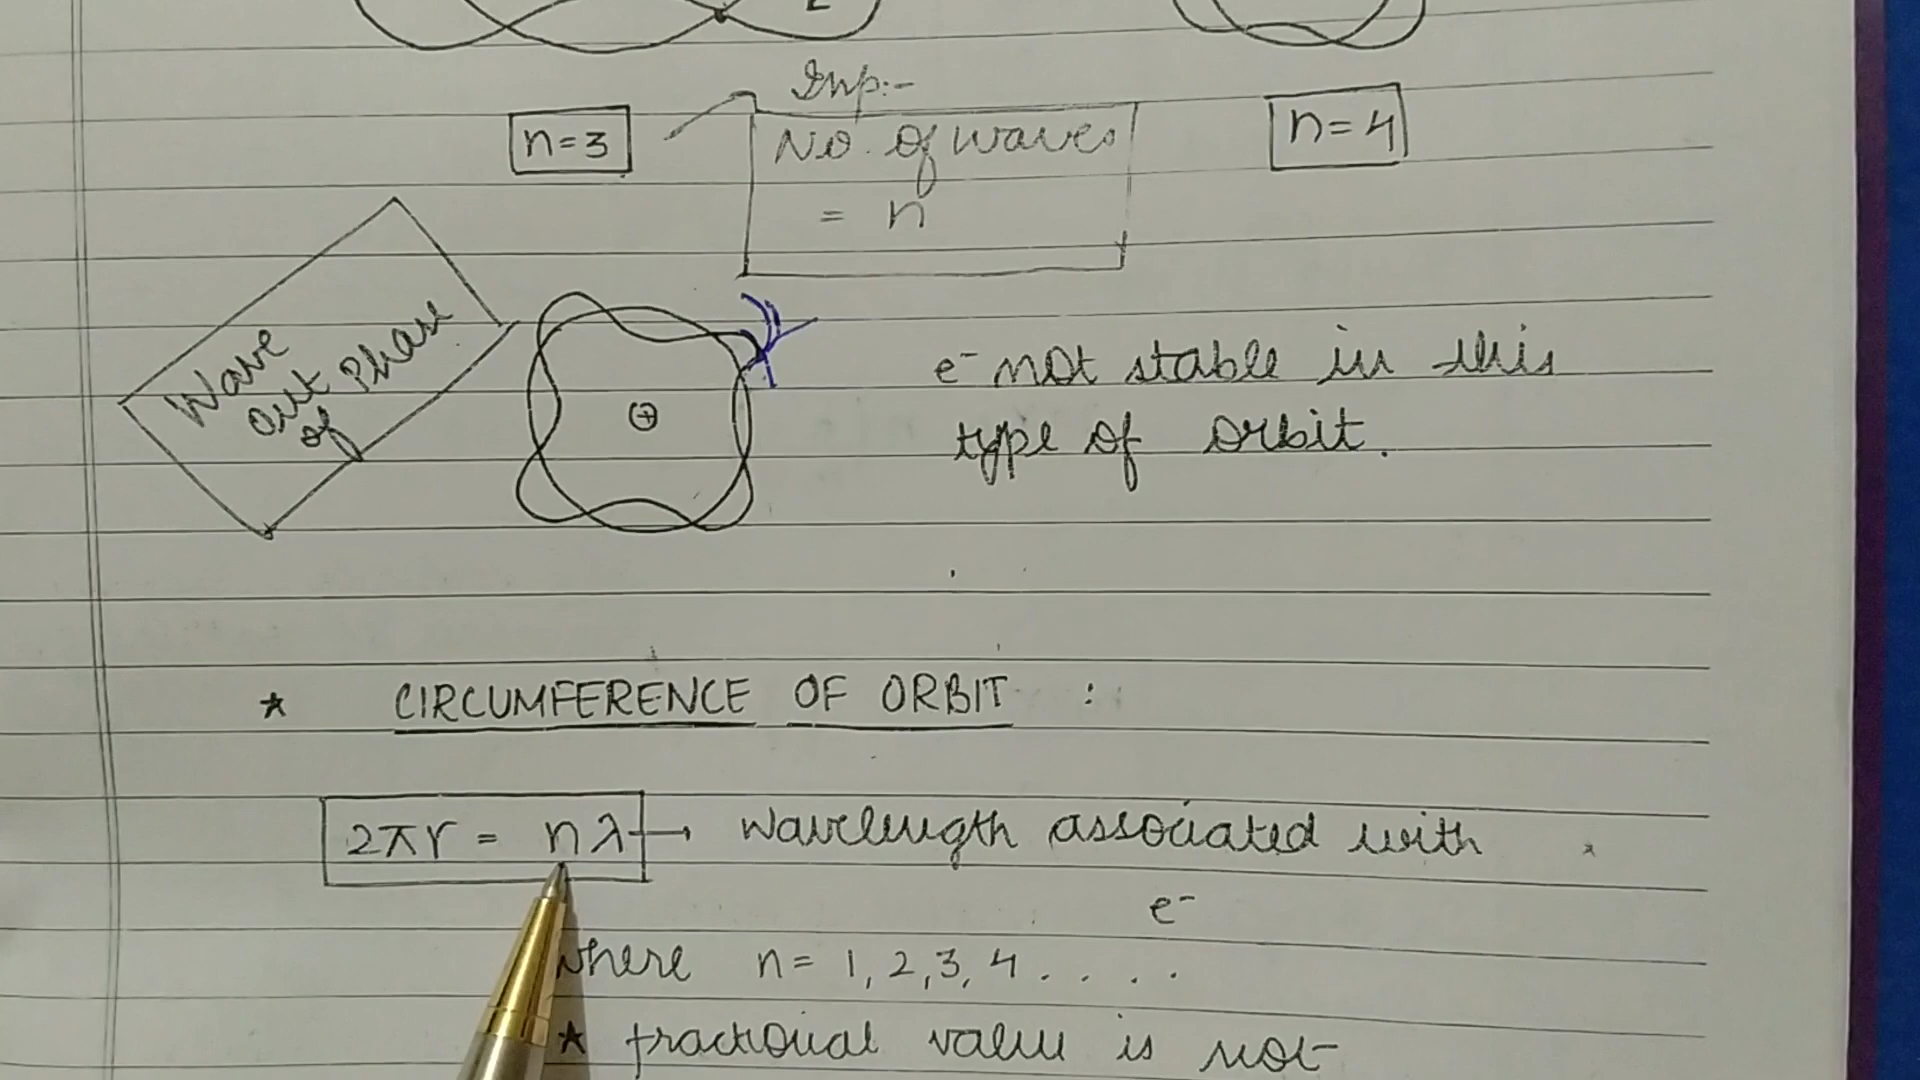 Imp:-
n=3
No. of waves
= n
n=4
Wave
out of Phase
e⁻ not stable in this
type of orbit.
⊕
★ CIRCUMFERENCE OF ORBIT :
2πr = nλ → wavelength associated with
e⁻
where n= 1, 2, 3, 4 . . . .
★ fractional value is not